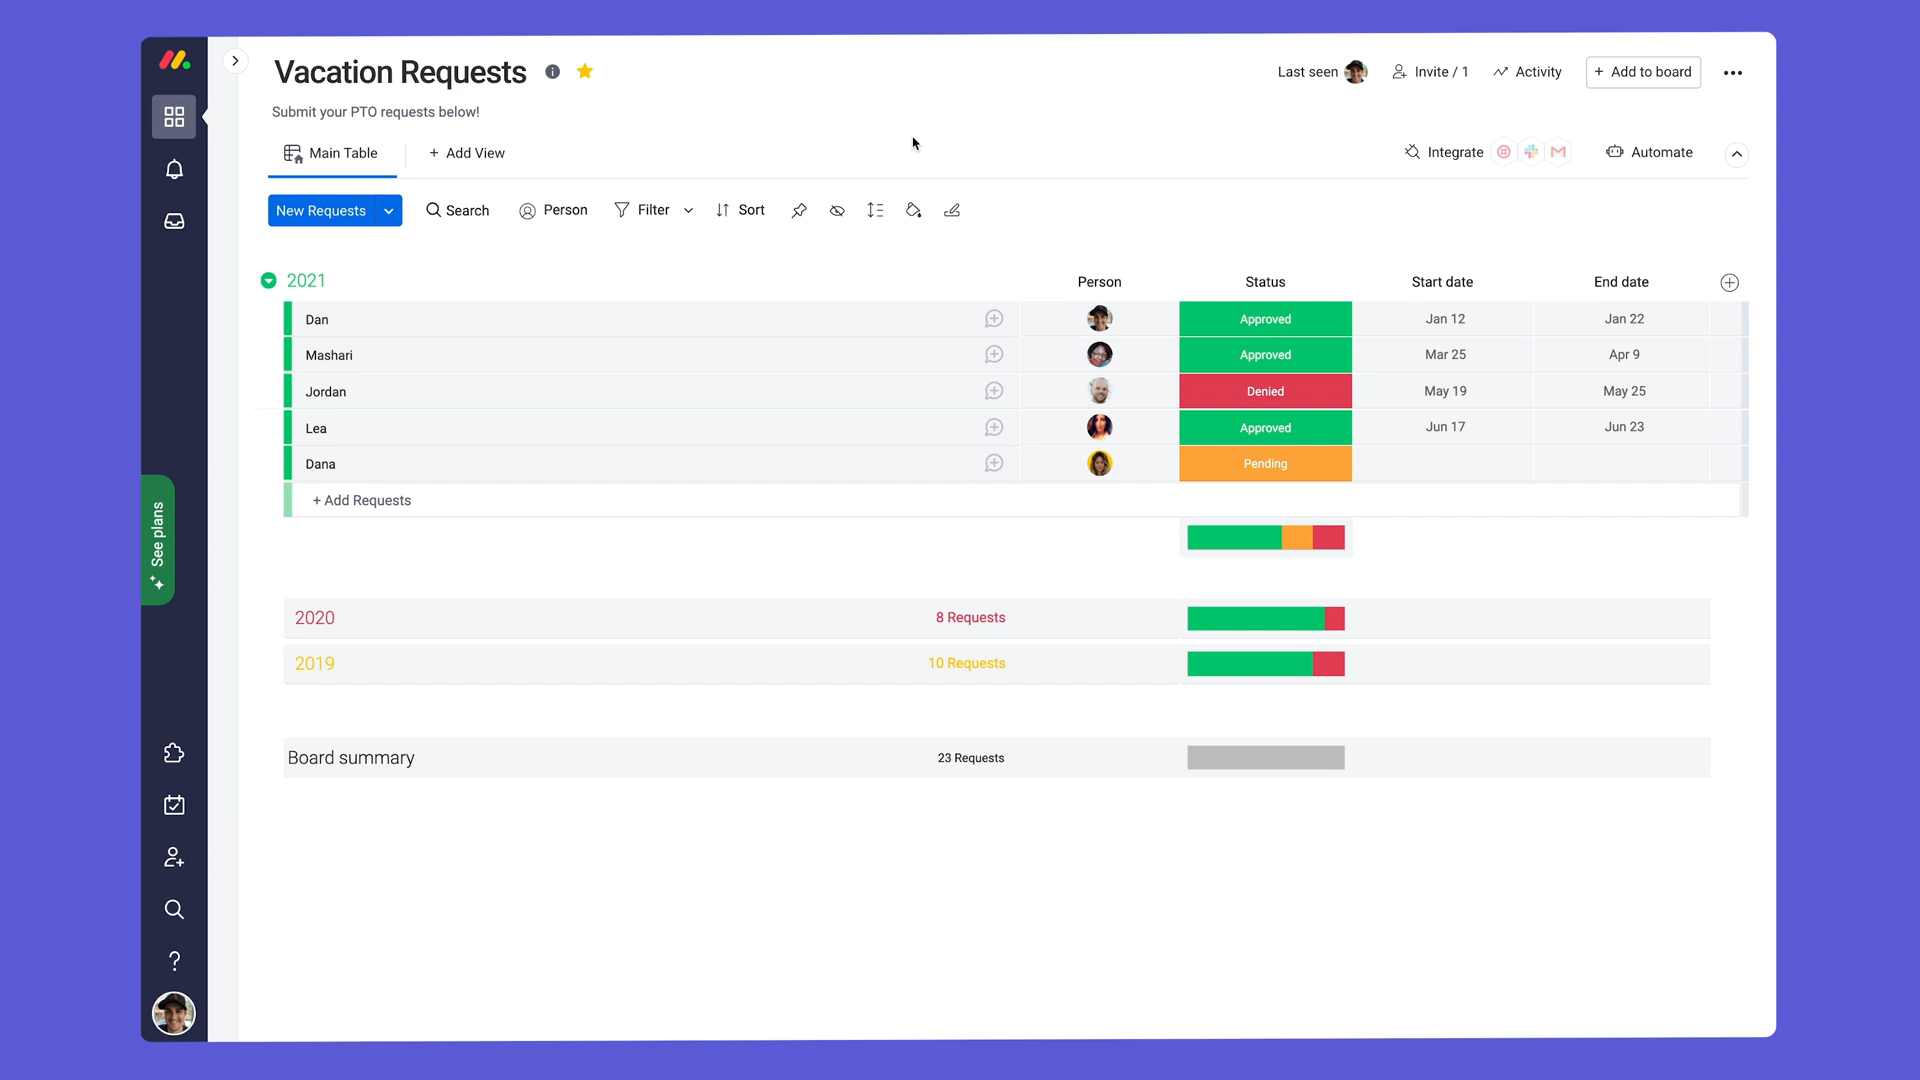 Vacation Requests
Last seen
Invite / 1
Activity
+ Add to board
Submit your PTO requests below!
Main Table
+ Add View
Integrate
Automate
New Requests
Search
Person
Filter
Sort
2021
Person
Status
Start date
End date
Dan
Approved
Jan 12
Jan 22
Mashari
Approved
Mar 25
Apr 9
Jordan
Denied
May 19
May 25
Lea
Approved
Jun 17
Jun 23
Dana
Pending
+ Add Requests
See plans
2020
8 Requests
2019
10 Requests
Board summary
23 Requests